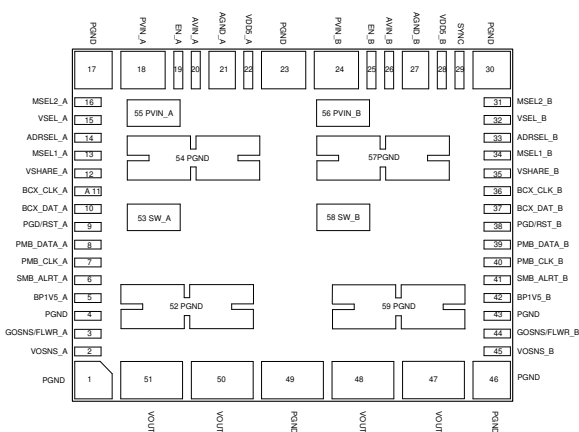 PGND
PVIN_A
EN_A
AVIN_A
AGND_A
VDD5_A
PGND
PVIN_B
EN_B
AVIN_B
AGND_B
VDD5_B
SYNC
PGND
17 18 19 20 21 22 23 24 25 26 27 28 29 30
MSEL2_A 16
VSEL_A 15
ADRSEL_A 14
MSEL1_A 13
VSHARE_A 12
BCX_CLK_A A 11
BCX_DAT_A 10
PGD/RST_A 9
PMB_DATA_A 8
PMB_CLK_A 7
SMB_ALRT_A 6
BP1V5_A 5
PGND 4
GOSNS/FLWR_A 3
VOSNS_A 2
PGND 1
55 PVIN_A
56 PVIN_B
54 PGND
57PGND
53 SW_A
58 SW_B
52 PGND
59 PGND
31 MSEL2_B
32 VSEL_B
33 ADRSEL_B
34 MSEL1_B
35 VSHARE_B
36 BCX_CLK_B
37 BCX_DAT_B
38 PGD/RST_B
39 PMB_DATA_B
40 PMB_CLK_B
41 SMB_ALRT_B
42 BP1V5_B
43 PGND
44 GOSNS/FLWR_B
45 VOSNS_B
46 PGND
51 50 49 48 47
VOUT
VOUT
PGND
VOUT
VOUT
PGND